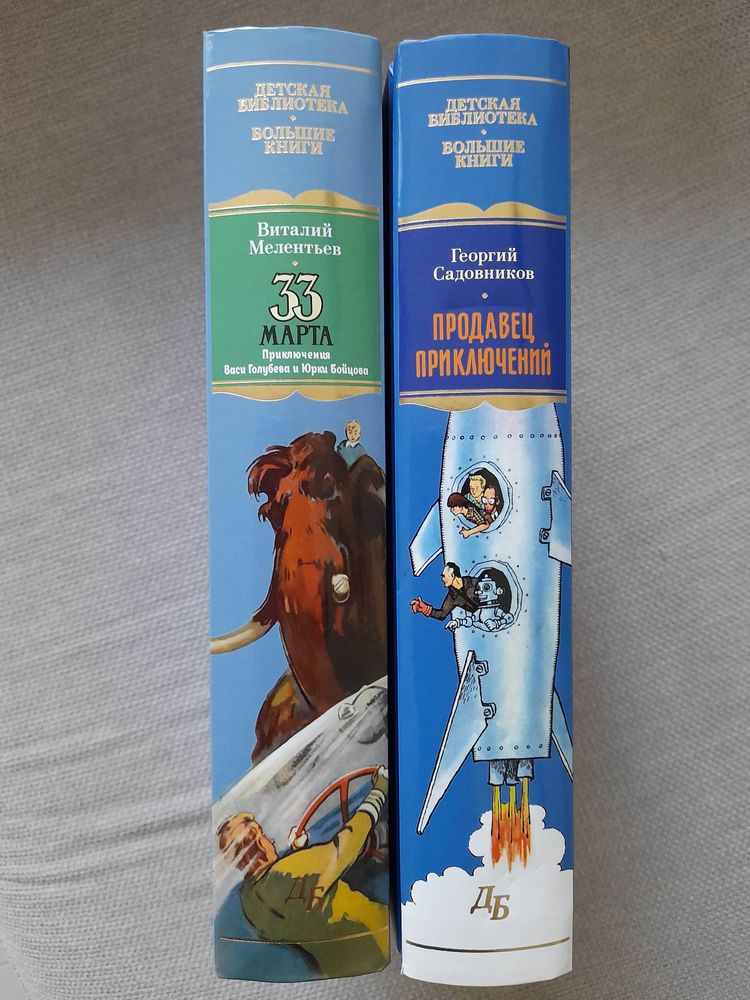 ДЕТСКАЯ
БИБЛИОТЕКА
БОЛЬШИЕ
КНИГИ
Виталий
Мелентьев
33
МАРТА
Приключения
Васи Голубева и Юрки Бойцова
ДБ
ДЕТСКАЯ
БИБЛИОТЕКА
БОЛЬШИЕ
КНИГИ
Георгий
Садовников
ПРОДАВЕЦ
ПРИКЛЮЧЕНИЙ
ДБ